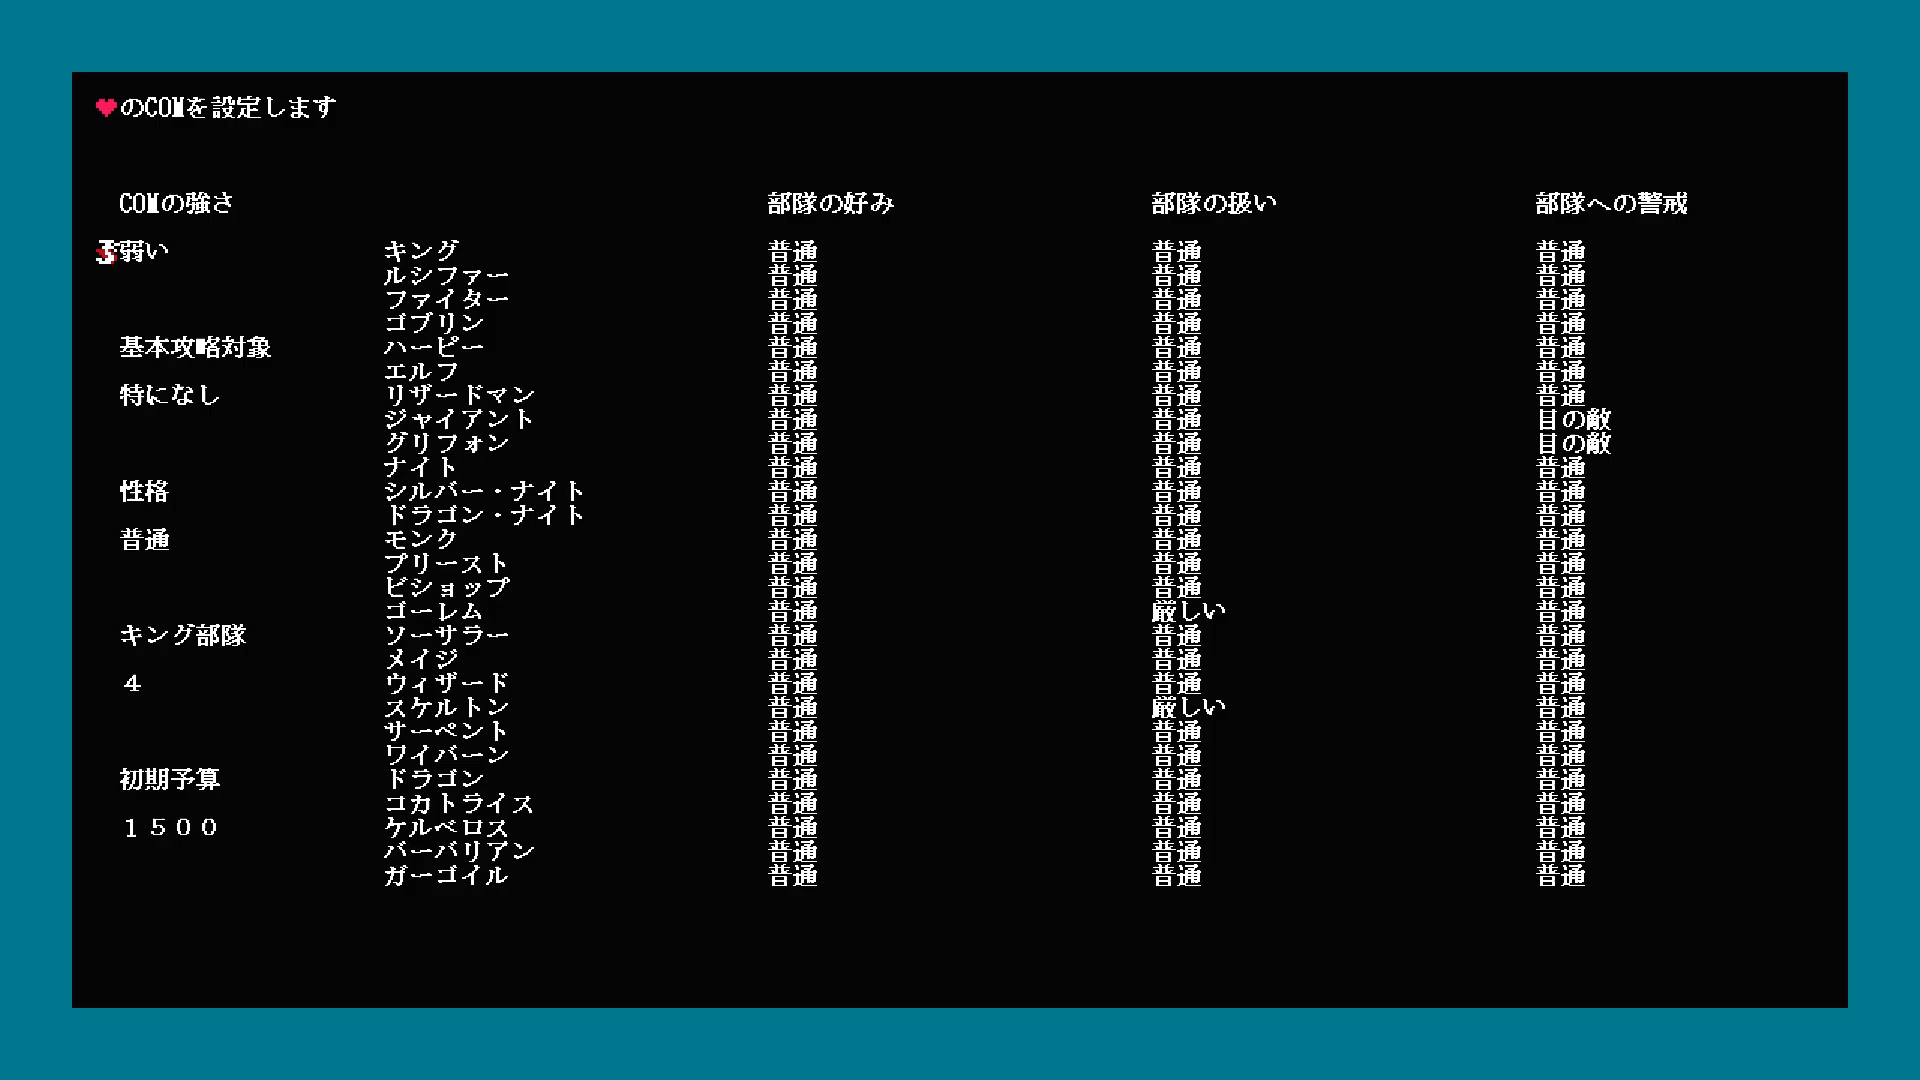 ♥のCOMを設定します
COMの強さ 部隊の好み 部隊の扱い 部隊への警戒
弱い キング 普通 普通 普通
ルシファー 普通 普通 普通
ファイター 普通 普通 普通
ゴブリン 普通 普通 普通
基本攻略対象 ハーピー 普通 普通 普通
エルフ 普通 普通 普通
特になし リザードマン 普通 普通 普通
ジャイアント 普通 普通 目の敵
グリフォン 普通 普通 目の敵
ナイト 普通 普通 普通
性格 シルバー・ナイト 普通 普通 普通
ドラゴン・ナイト 普通 普通 普通
普通 モンク 普通 普通 普通
プリースト 普通 普通 普通
ビショップ 普通 普通 普通
ゴーレム 普通 厳しい 普通
キング部隊 ソーサラー 普通 普通 普通
メイジ 普通 普通 普通
４ ウィザード 普通 普通 普通
スケルトン 普通 厳しい 普通
サーペント 普通 普通 普通
ワイバーン 普通 普通 普通
初期予算 ドラゴン 普通 普通 普通
コカトライス 普通 普通 普通
１５００ ケルベロス 普通 普通 普通
バーバリアン 普通 普通 普通
ガーゴイル 普通 普通 普通